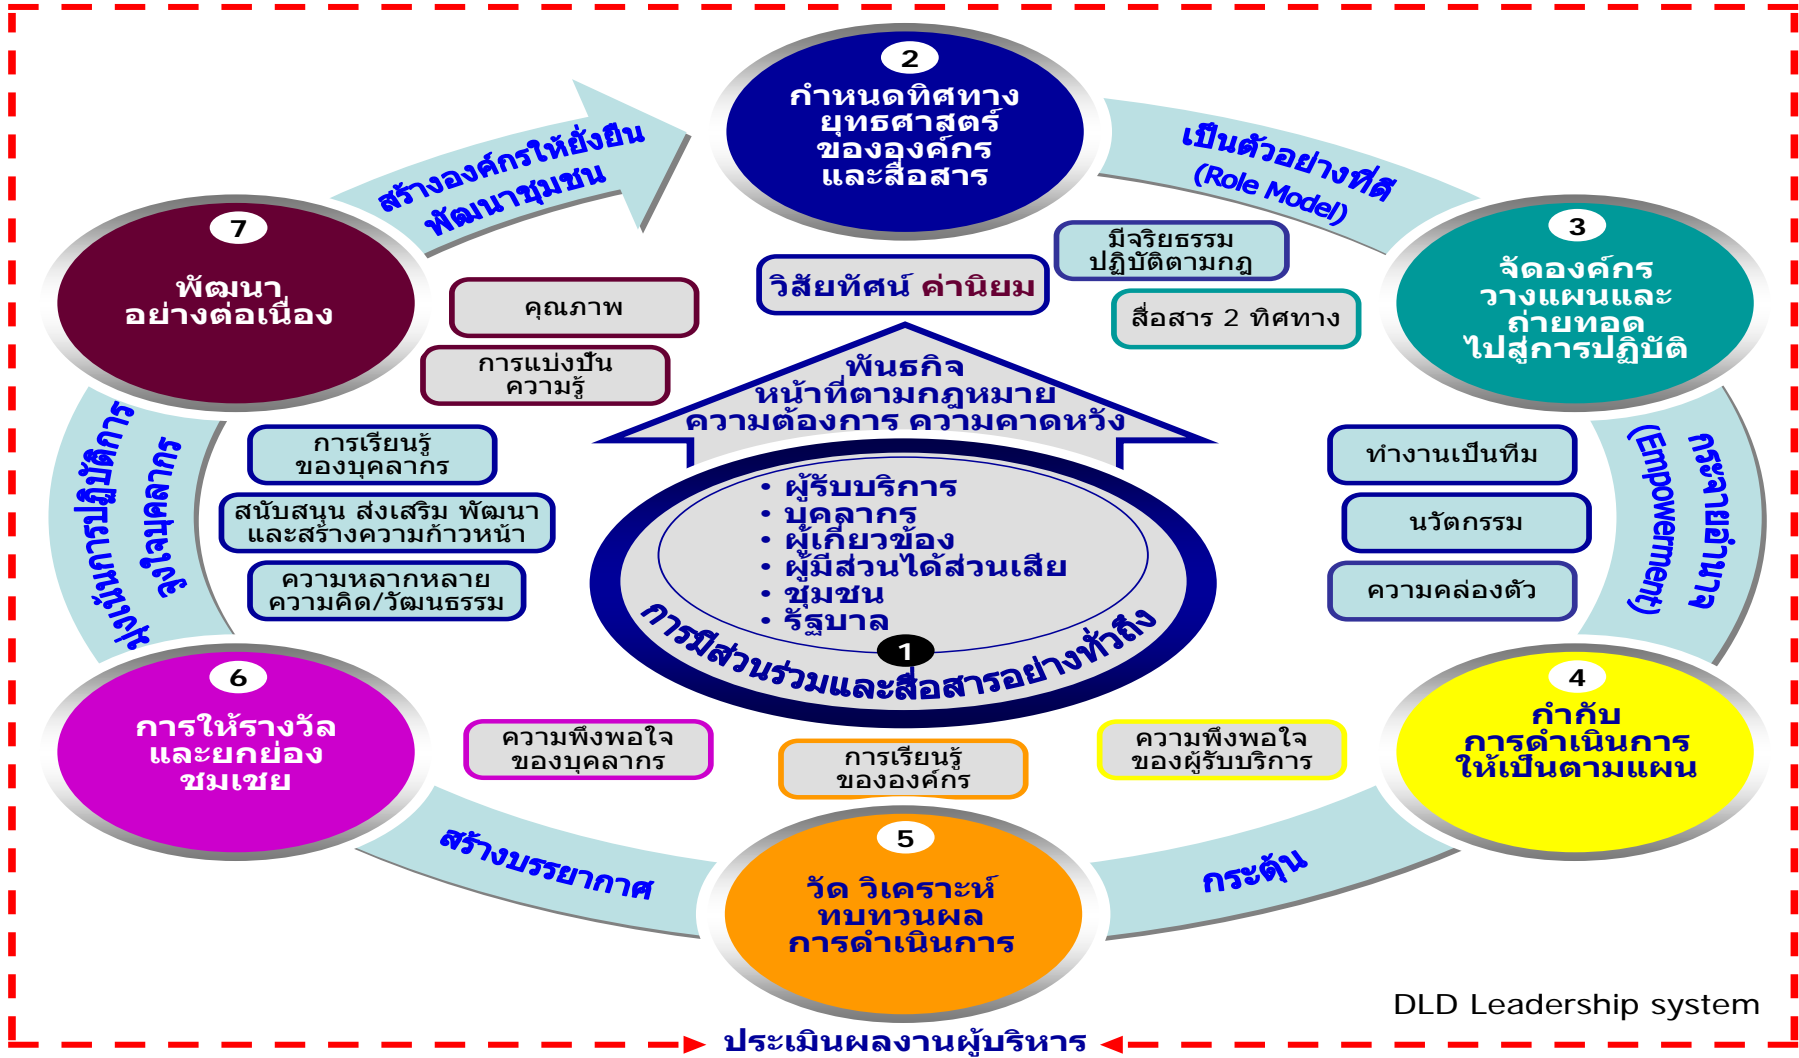 2
กำหนดทิศทาง
ยุทธศาสตร์
ขององค์กร
และสื่อสาร
เป็นตัวอย่างที่ดี
(Role Model)
3
จัดองค์กร
วางแผนและ
ถ่ายทอด
ไปสู่การปฏิบัติ
กระจายอำนาจ
(Empowerment)
4
กำกับ
การดำเนินการ
ให้เป็นตามแผน
กระตุ้น
5
วัด วิเคราะห์
ทบทวนผล
การดำเนินการ
สร้างบรรยากาศ
6
การให้รางวัล
และยกย่อง
ชมเชย
มุ่งเน้นการปฏิบัติการ
จูงใจบุคลากร
7
พัฒนา
อย่างต่อเนื่อง
สร้างองค์กรให้ยั่งยืน
พัฒนาชุมชน
วิสัยทัศน์ ค่านิยม
มีจริยธรรม
ปฏิบัติตามกฎ
สื่อสาร 2 ทิศทาง
คุณภาพ
การแบ่งปัน
ความรู้
การเรียนรู้
ของบุคลากร
สนับสนุน ส่งเสริม พัฒนา
และสร้างความก้าวหน้า
ความหลากหลาย
ความคิด/วัฒนธรรม
พันธกิจ
หน้าที่ตามกฎหมาย
ความต้องการ ความคาดหวัง
• ผู้รับบริการ
• บุคลากร
• ผู้เกี่ยวข้อง
• ผู้มีส่วนได้ส่วนเสีย
• ชุมชน
• รัฐบาล
1
การมีส่วนร่วมและสื่อสารอย่างทั่วถึง
ทำงานเป็นทีม
นวัตกรรม
ความคล่องตัว
ความพึงพอใจ
ของบุคลากร
การเรียนรู้
ขององค์กร
ความพึงพอใจ
ของผู้รับบริการ
DLD Leadership system
ประเมินผลงานผู้บริหาร